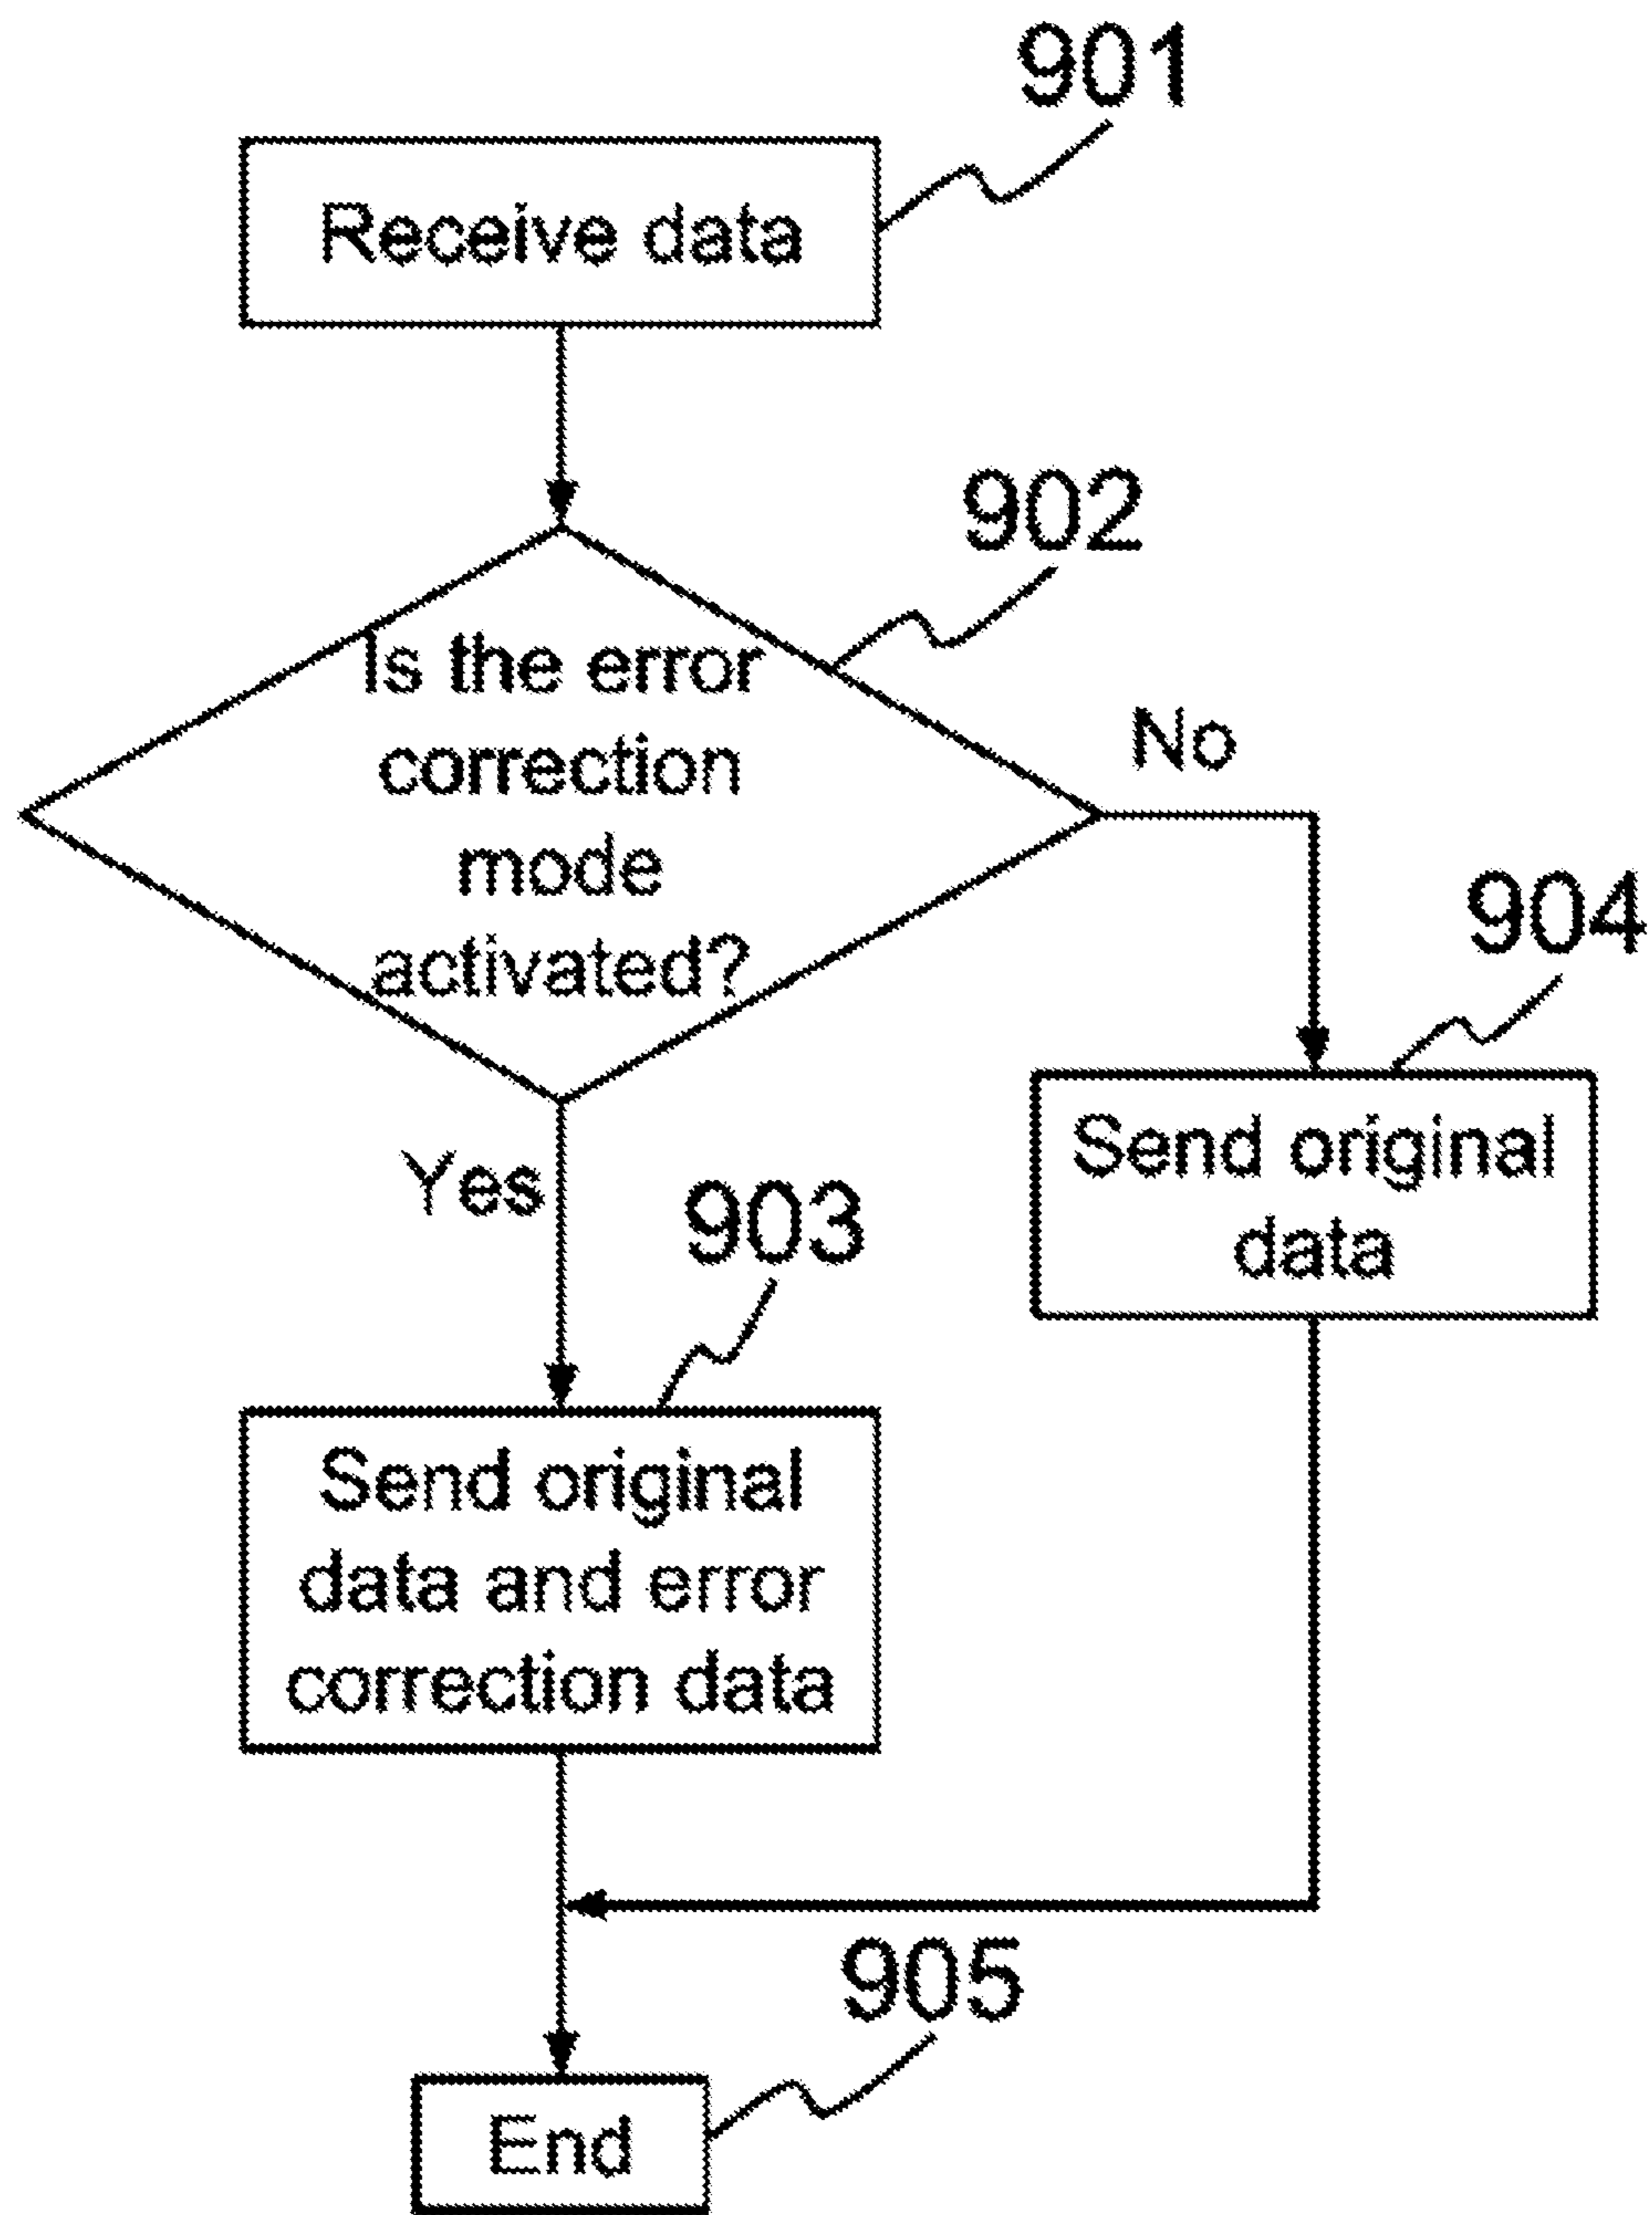 901
Receive data
902
Is the error
correction
mode
activated?
No
904
Send original
data
Yes
903
Send original
data and error
correction data
905
End